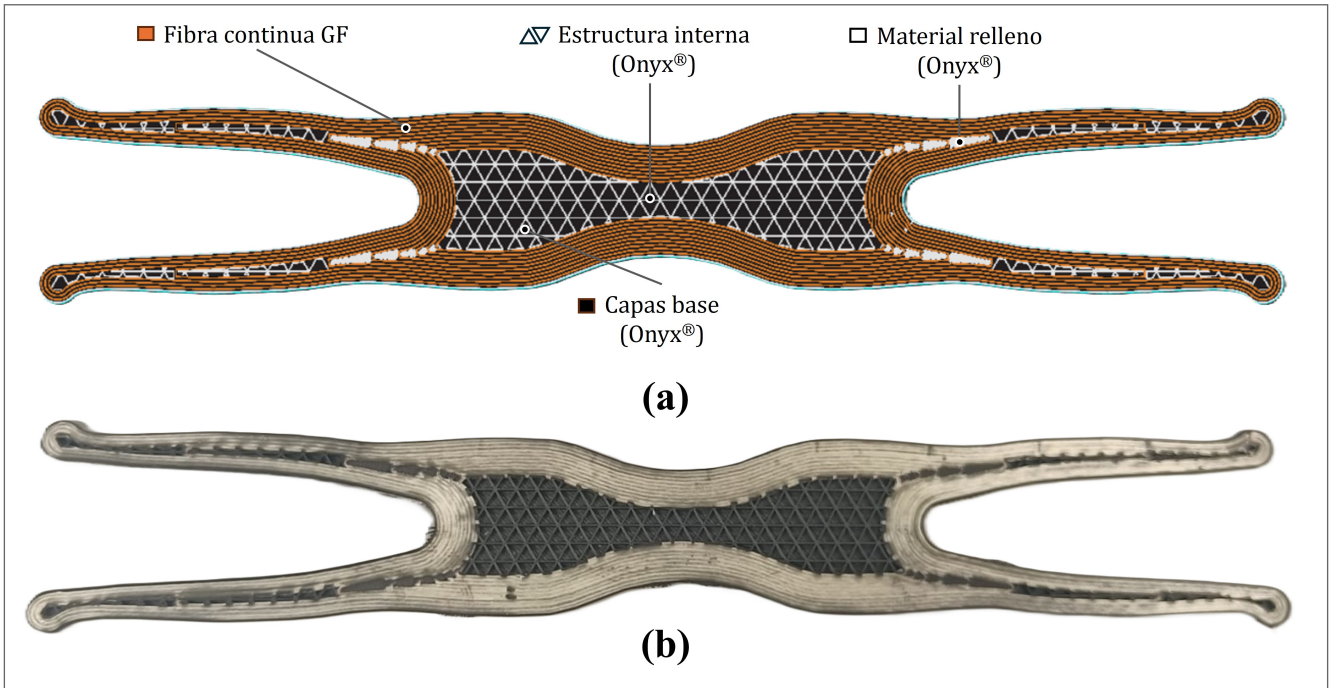 Fibra continua GF
Estructura interna
(Onyx®)
Material relleno
(Onyx®)
Capas base
(Onyx®)
(a)
(b)